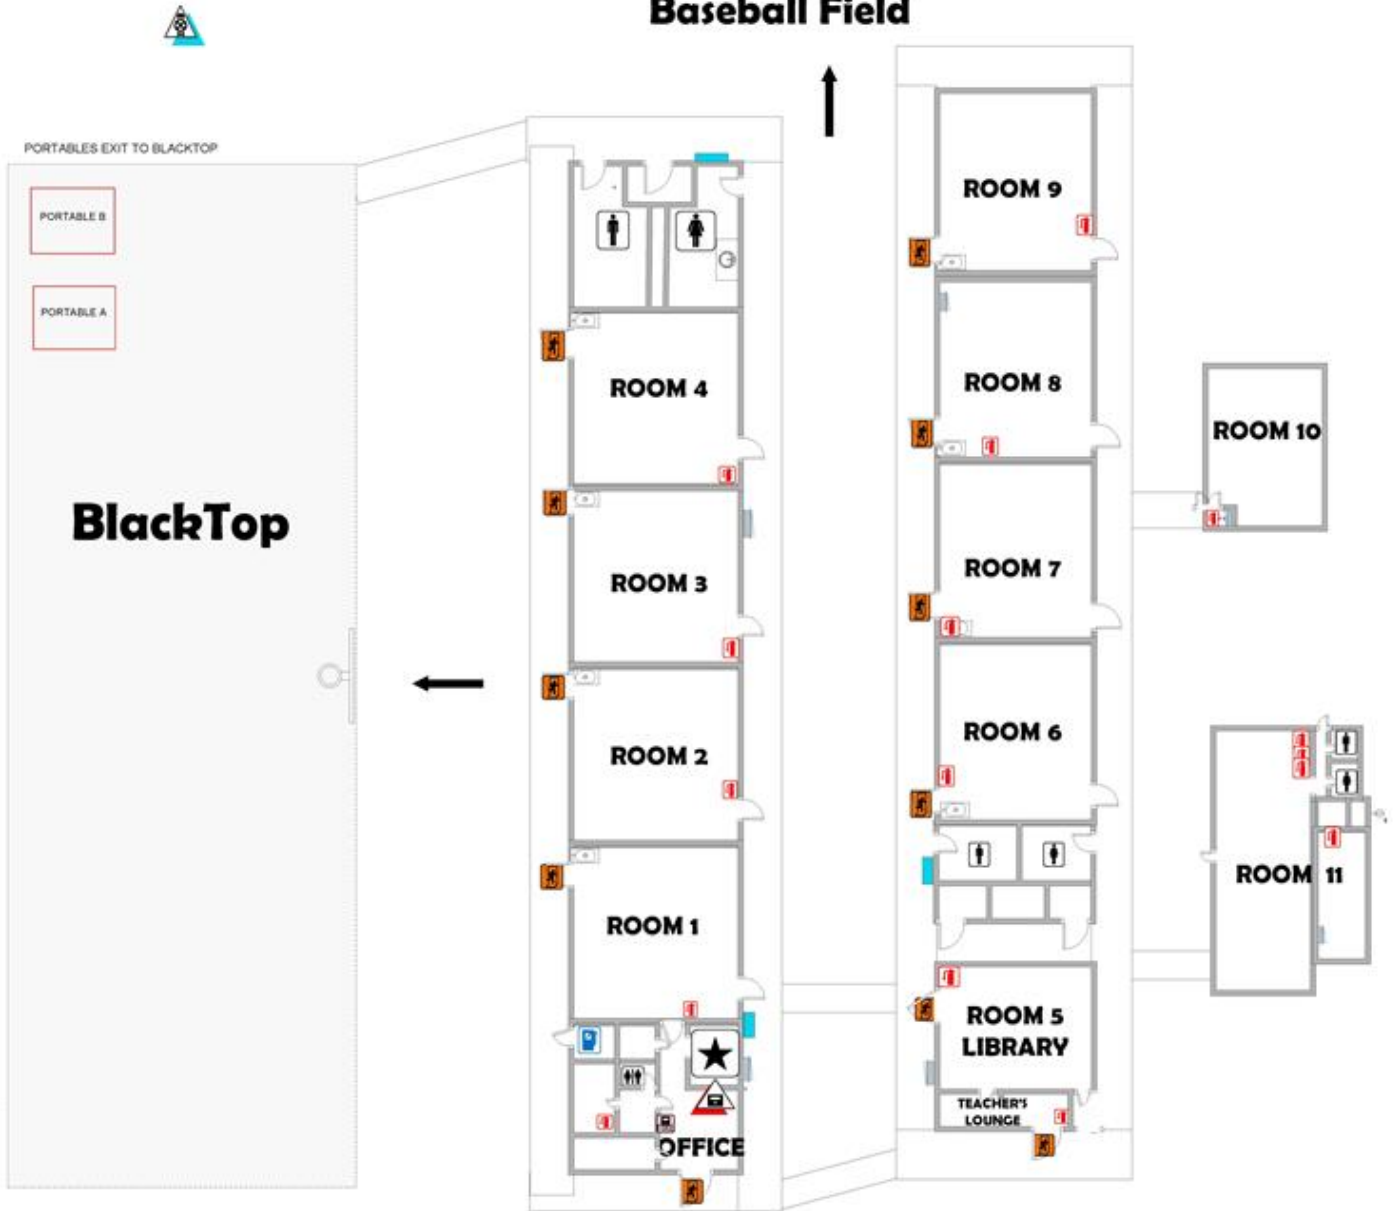 Baseball Field
PORTABLES EXIT TO BLACKTOP
PORTABLE B
PORTABLE A
BlackTop
ROOM 4
ROOM 3
ROOM 2
ROOM 1
OFFICE
ROOM 9
ROOM 8
ROOM 7
ROOM 6
ROOM 5
LIBRARY
TEACHER'S
LOUNGE
ROOM 10
ROOM 11